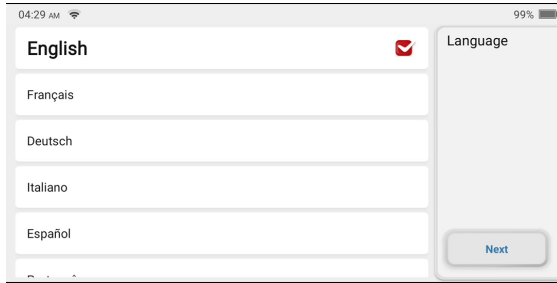 04:29 AM
99%
English
Language
Français
Deutsch
Italiano
Español
Next